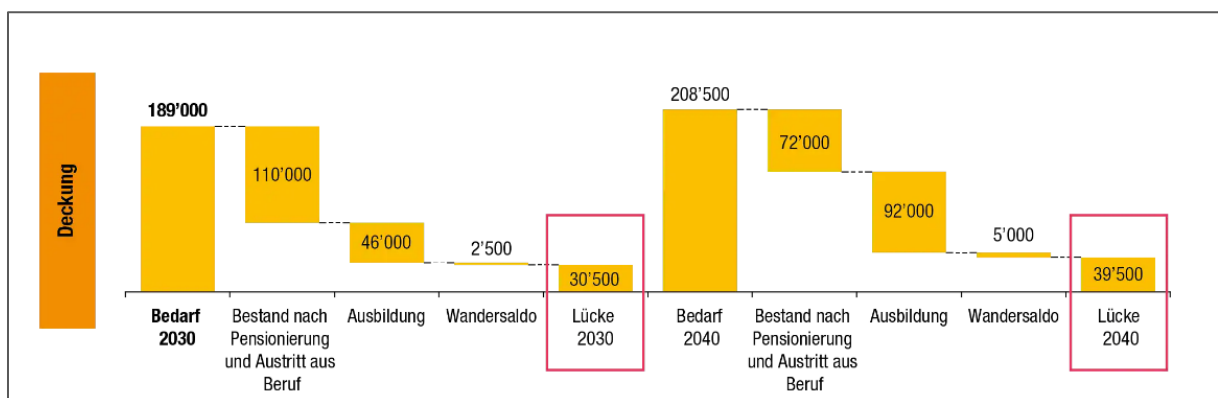 Deckung
189’000
110’000
46’000
2’500
30’500
208’500
72’000
92’000
5’000
39’500
Bedarf
2030
Bestand nach
Pensionierung
und Austritt aus
Beruf
Ausbildung
Wandersaldo
Lücke
2030
Bedarf
2040
Bestand nach
Pensionierung
und Austritt aus
Beruf
Ausbildung
Wandersaldo
Lücke
2040